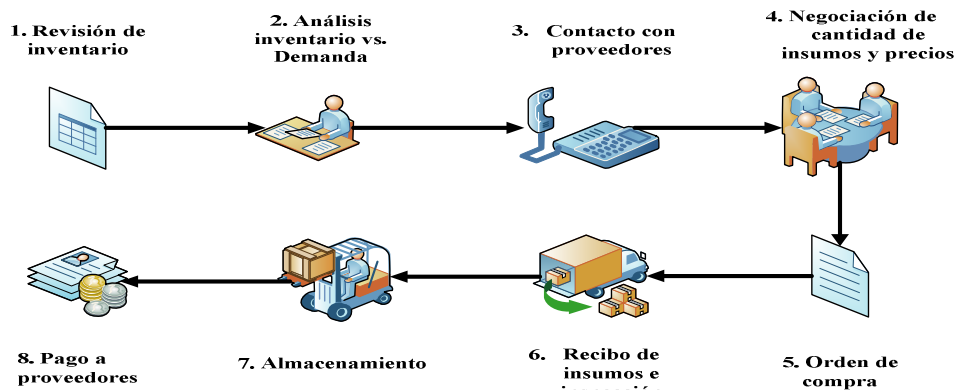 1. Revisión de
inventario
2. Análisis
inventario vs.
Demanda
3. Contacto con
proveedores
4. Negociación de
cantidad de
insumos y precios
5. Orden de
compra
6. Recibo de
insumos e
7. Almacenamiento
8. Pago a
proveedores